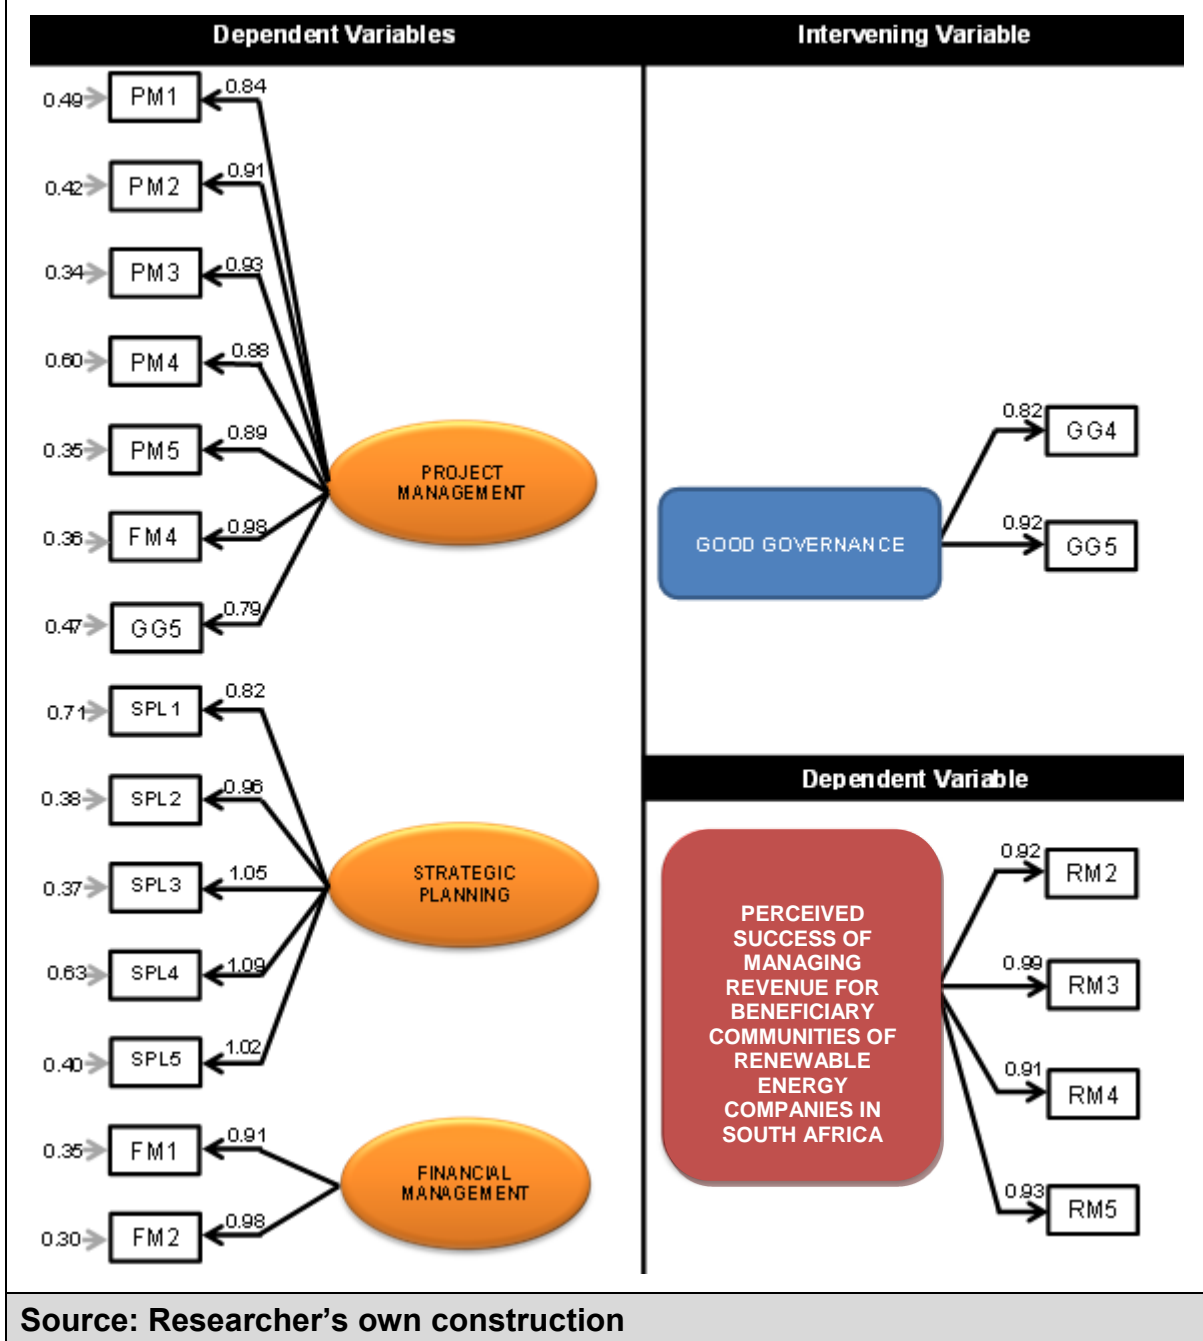 Dependent Variables
0.49
PM1
0.84
0.42
PM2
0.91
0.34
PM3
0.93
0.60
PM4
0.88
0.35
PM5
0.89
0.36
FM4
0.98
0.47
GG5
0.79
PROJECT
MANAGEMENT
0.71
SPL1
0.82
0.38
SPL2
0.96
0.37
SPL3
1.05
0.63
SPL4
1.09
0.40
SPL5
1.02
STRATEGIC
PLANNING
0.35
FM1
0.91
0.30
FM2
0.98
FINANCIAL
MANAGEMENT
Intervening Variable
GOOD GOVERNANCE
0.82
GG4
0.92
GG5
Dependent Variable
PERCEIVED
SUCCESS OF
MANAGING
REVENUE FOR
BENEFICIARY
COMMUNITIES OF
RENEWABLE
ENERGY
COMPANIES IN
SOUTH AFRICA
0.92
RM2
0.99
RM3
0.91
RM4
0.93
RM5
Source: Researcher’s own construction